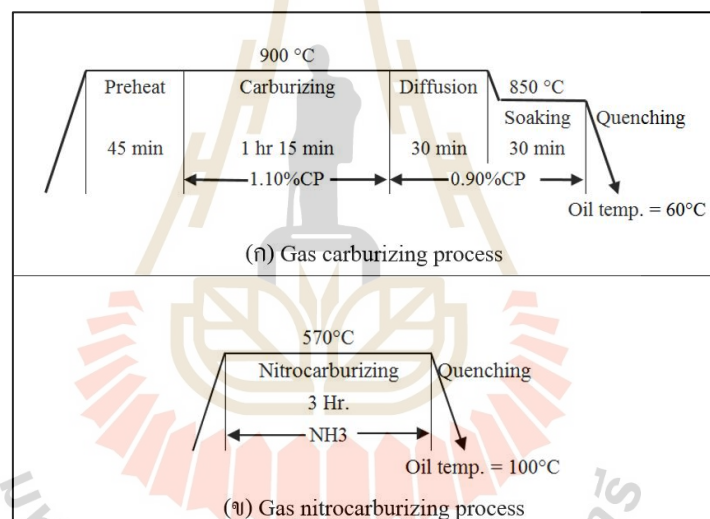 900 °C
Preheat Carburizing Diffusion 850 °C
Soaking Quenching
45 min 1 hr 15 min 30 min 30 min
1.10%CP 0.90%CP
Oil temp. = 60°C
(ก) Gas carburizing process
570°C
Nitrocarburizing Quenching
3 Hr.
NH3
Oil temp. = 100°C
(ข) Gas nitrocarburizing process